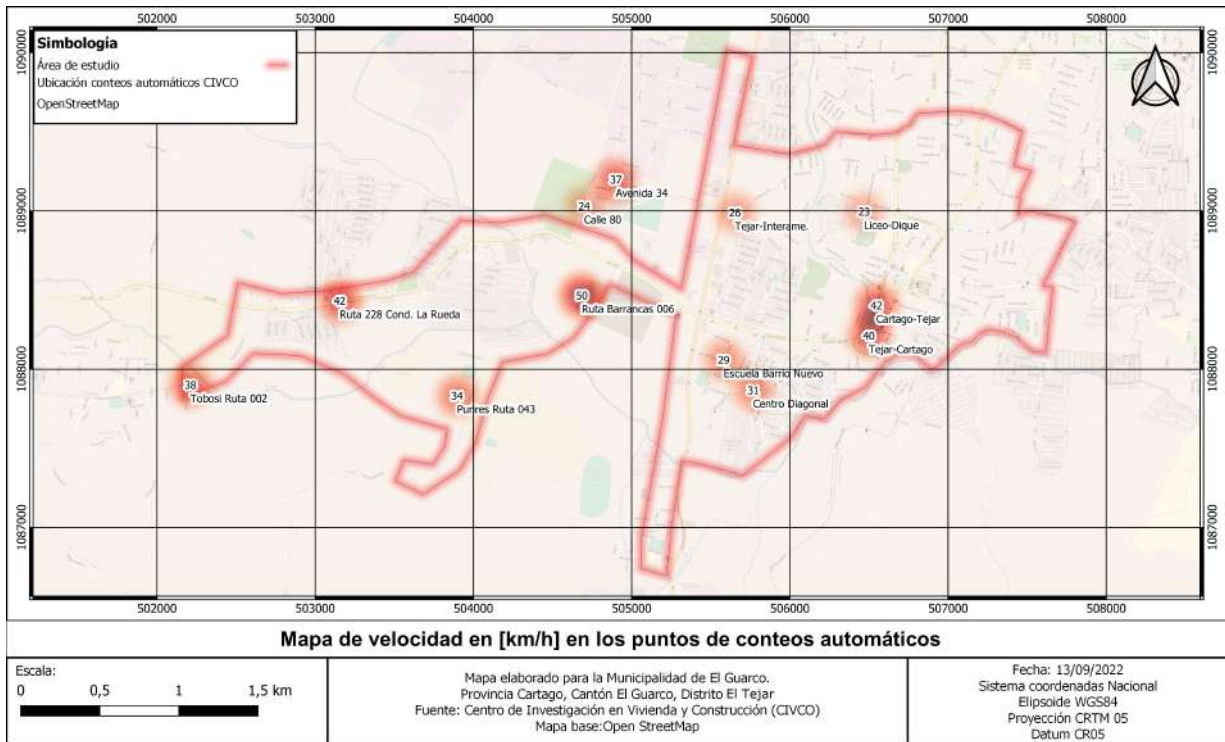 502000 503000 504000 505000 506000 507000 508000
Simbología
Área de estudio
Ubicación conteos automáticos CIVCO
OpenStreetMap
1090000 1090000
37
Avenida 34
24
Calle 80
1089000 1089000
26
Tejar-Interame.
23
Liceo-Dique
42
Ruta 228 Cond. La Rueda
50
Ruta Barrancas 006
42
Cartago-Tejar
40
Tejar-Cartago
29
Escuela Barrio Nuevo
1088000 1088000
38
Tobosi Ruta 002
34
Purires Ruta 043
31
Centro Diagonal
1087000 1087000
502000 503000 504000 505000 506000 507000 508000
Mapa de velocidad en [km/h] en los puntos de conteos automáticos
Escala:
0 0,5 1 1,5 km
Mapa elaborado para la Municipalidad de El Guarco.
Provincia Cartago, Cantón El Guarco, Distrito El Tejar
Fuente: Centro de Investigación en Vivienda y Construcción (CIVCO)
Mapa base:Open StreetMap
Fecha: 13/09/2022
Sistema coordenadas Nacional
Elipsoide WGS84
Proyección CRTM 05
Datum CR05